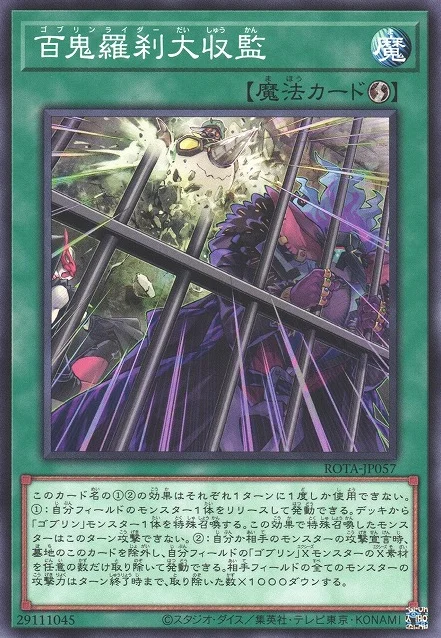 ゴブリンライダー だい しゅう かん
百鬼羅刹大収監
魔
ま ほう
【魔法カード】
ROTA-JP057
このカード名の①②の効果はそれぞれ1ターンに1度しか使用できない。
①：自分フィールドのモンスター1体をリリースして発動できる。デッキから
「ゴブリン」モンスター1体を特殊召喚する。この効果で特殊召喚したモンス
ターはこのターン攻撃できない。②：自分か相手のモンスターの攻撃宣言時、
墓地のこのカードを除外し、自分フィールドの「ゴブリン」XモンスターのX素材
を任意の数だけ取り除いて発動できる。相手フィールドの全てのモンスターの
攻撃力はターン終了時まで、取り除いた数×1000ダウンする。
29111045
©スタジオ・ダイス／集英社・テレビ東京・KONAMI